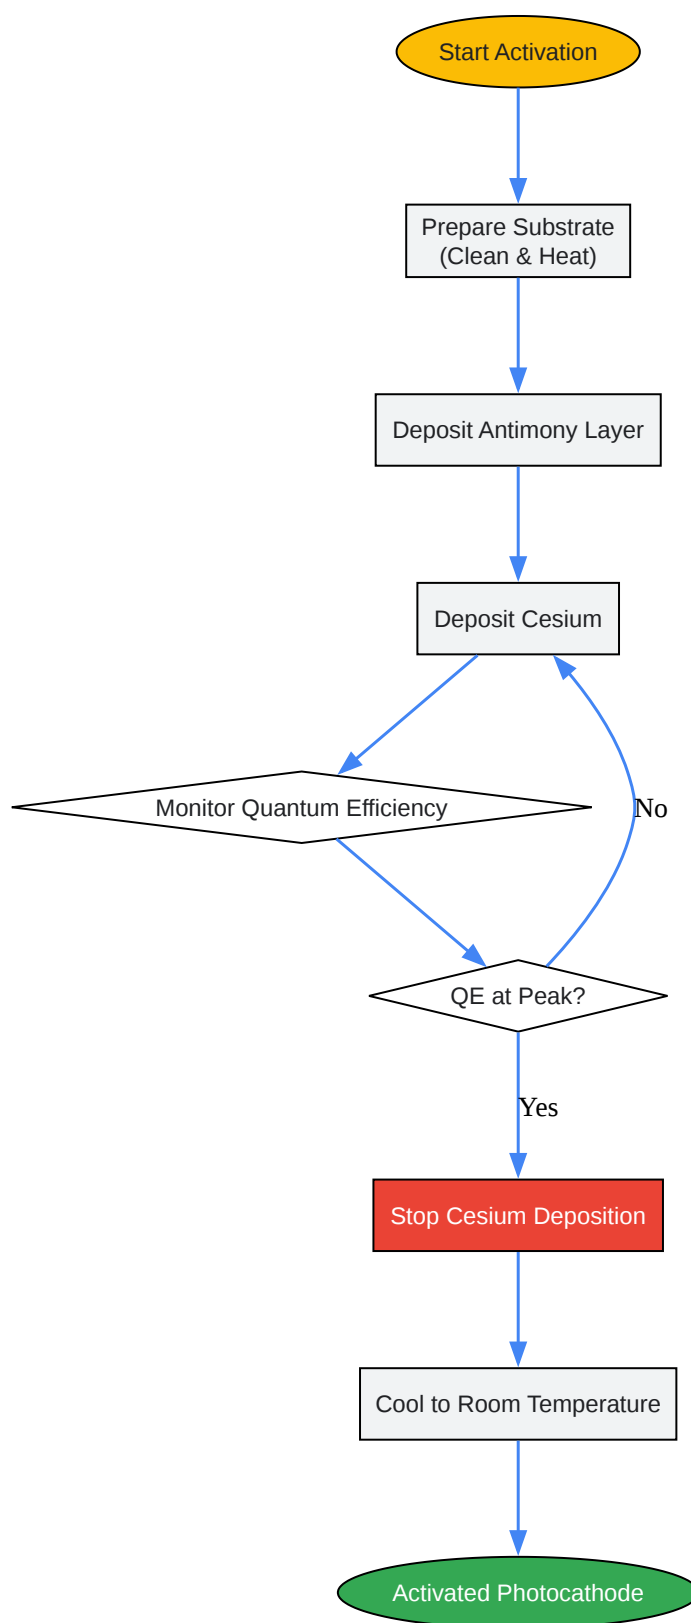 Start Activation
Prepare Substrate
(Clean & Heat)
Deposit Antimony Layer
Deposit Cesium
Monitor Quantum Efficiency
No
QE at Peak?
Yes
Stop Cesium Deposition
Cool to Room Temperature
Activated Photocathode